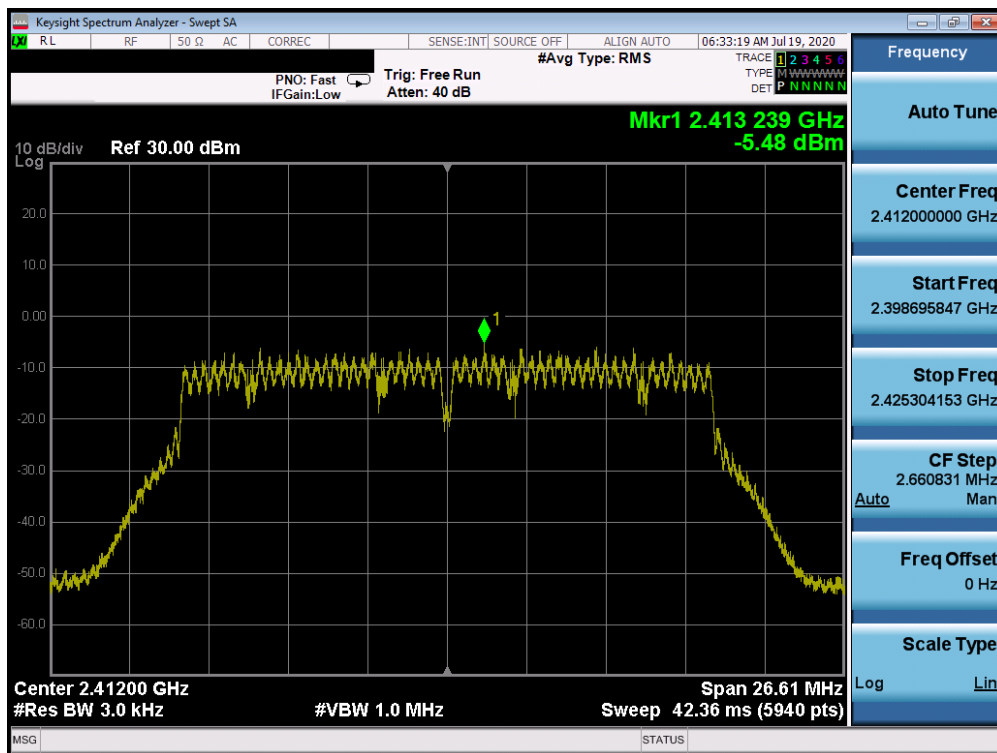 Keysight Spectrum Analyzer - Swept SA
LXI RL RF 50 Ω AC CORREC SENSE:INT SOURCE OFF ALIGN AUTO 06:33:19 AM Jul 19, 2020
#Avg Type: RMS
TRACE 1 2 3 4 5 6
PNO: Fast Trig: Free Run
TYPE M WWWWW
IFGain:Low Atten: 40 dB
DET P N N N N N
Mkr1 2.413 239 GHz
-5.48 dBm
10 dB/div Ref 30.00 dBm
Log
20.0
10.0
0.00
1
-10.0
-20.0
-30.0
-40.0
-50.0
-60.0
Center 2.41200 GHz Span 26.61 MHz
#Res BW 3.0 kHz #VBW 1.0 MHz Sweep 42.36 ms (5940 pts)
MSG STATUS
Frequency
Auto Tune
Center Freq
2.412000000 GHz
Start Freq
2.398695847 GHz
Stop Freq
2.425304153 GHz
CF Step
2.660831 MHz
Auto Man
Freq Offset
0 Hz
Scale Type
Log Lin